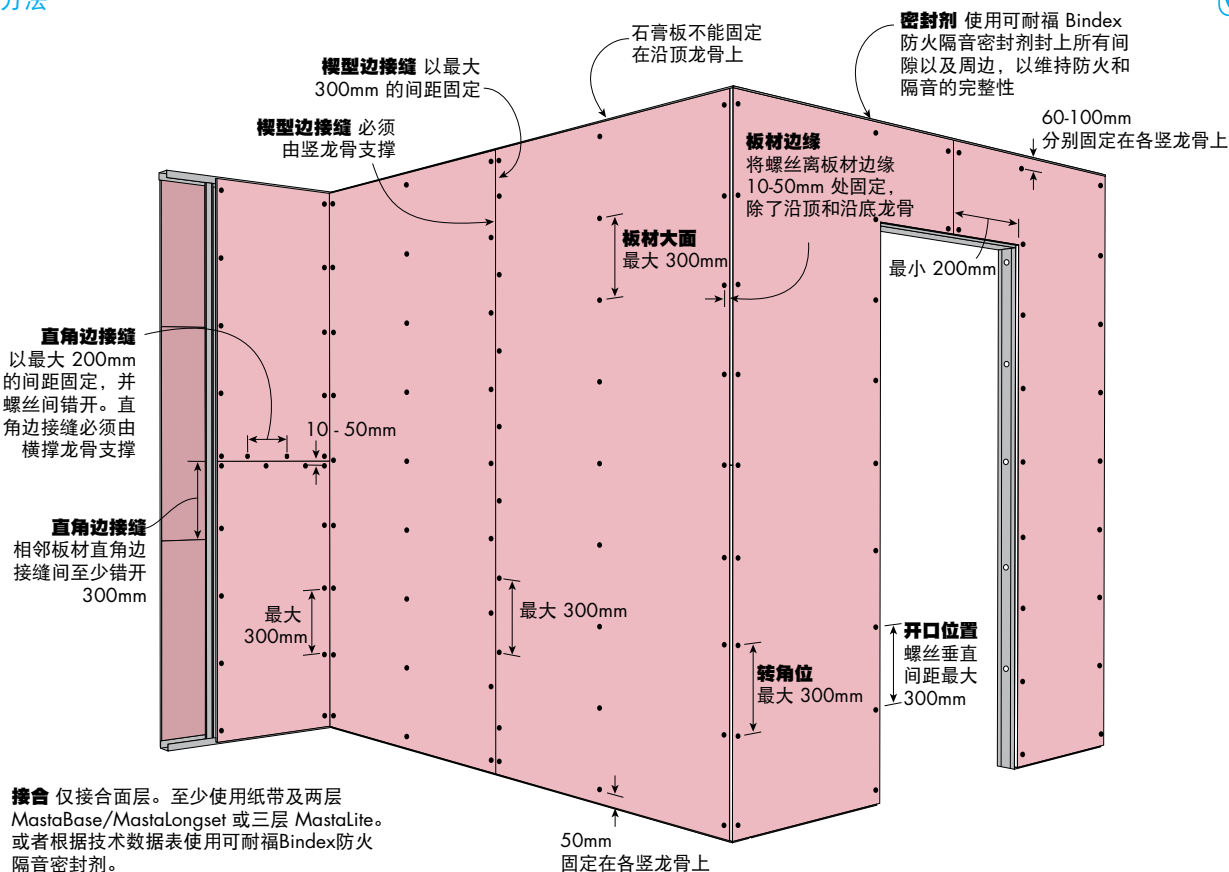 方法
楔型边接缝 以最大
300mm 的间距固定
楔型边接缝 必须
由竖龙骨支撑
石膏板不能固定
在沿顶龙骨上
密封剂 使用可耐福 Bindex
防火隔音密封剂封上所有间
隙以及周边，以维持防火和
隔音的完整性
60-100mm
分别固定在各竖龙骨上
板材边缘
将螺丝离板材边缘
10-50mm 处固定，
除了沿顶和沿底龙骨
板材大面
最大 300mm
最小 200mm
直角边接缝
以最大 200mm
的间距固定，并
螺丝间错开。直
角边接缝必须由
横撑龙骨支撑
10 - 50mm
直角边接缝
相邻板材直角边
接缝间至少错开
300mm
最大
300mm
最大 300mm
转角位
最大 300mm
开口位置
螺丝垂直
间距最大
300mm
接合 仅接合面层。至少使用纸带及两层
MastaBase/MastaLongset 或三层 MastaLite。
或者根据技术数据表使用可耐福Bindex防火
隔音密封剂。
50mm
固定在各竖龙骨上